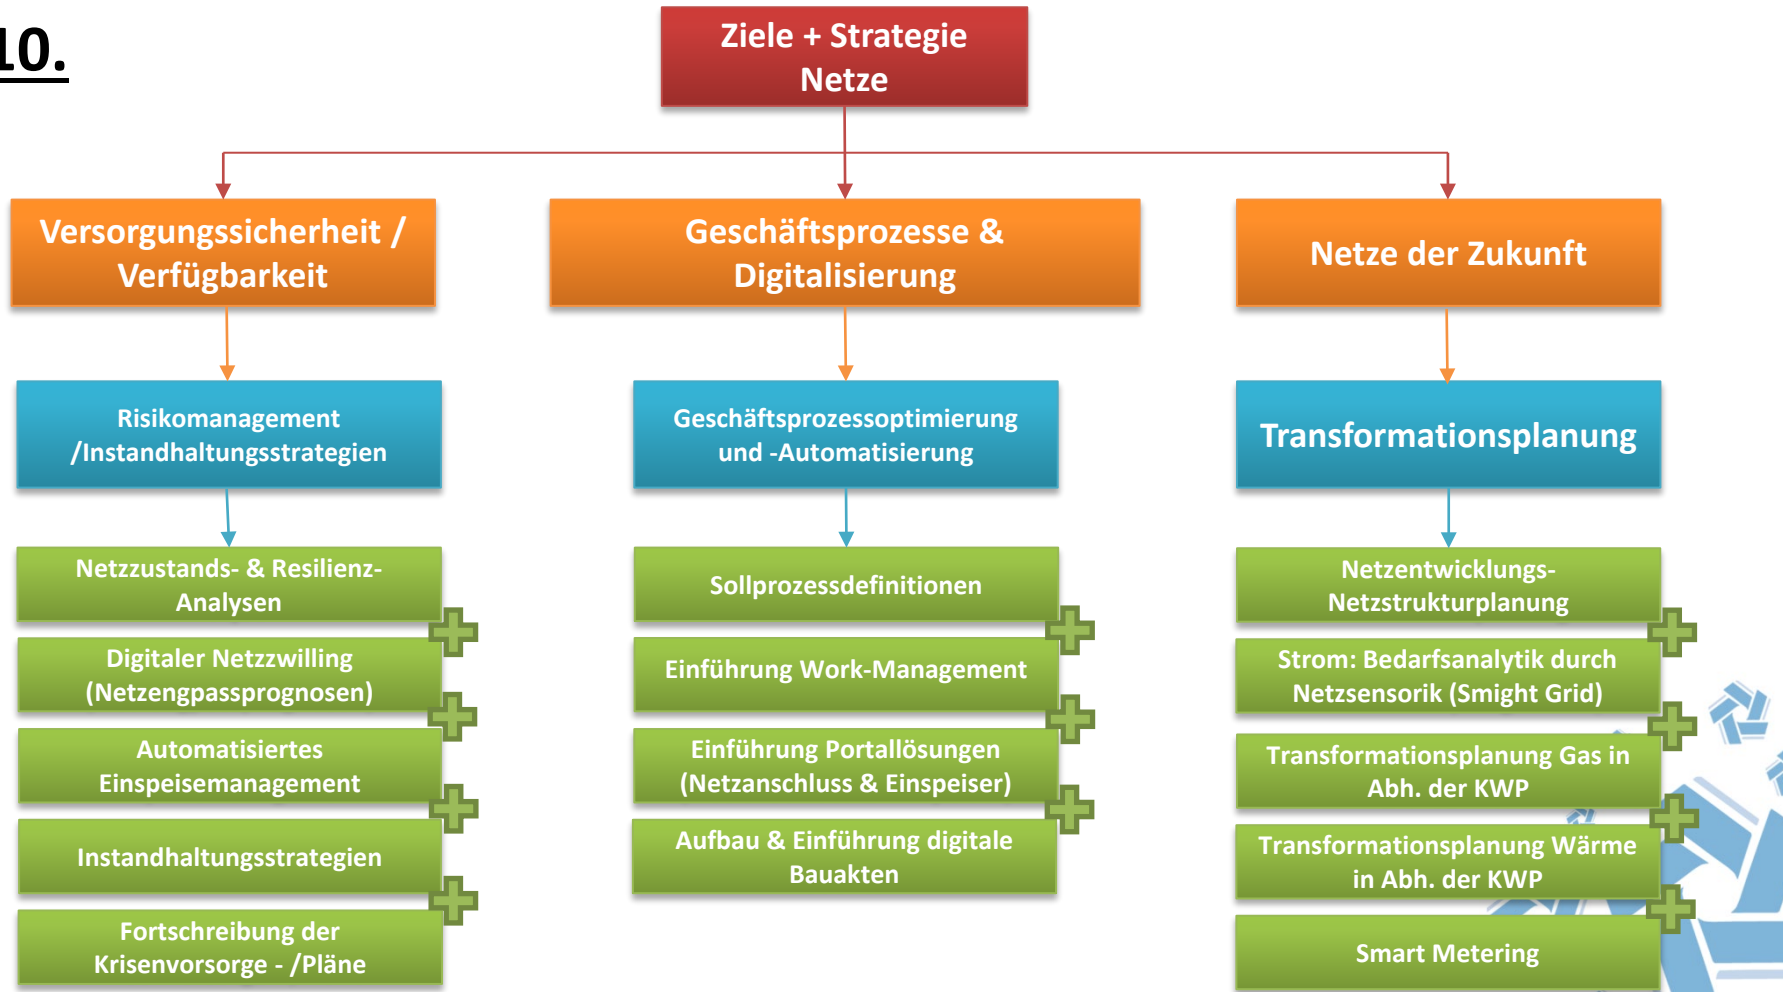 10.
Ziele + Strategie
Netze
Versorgungssicherheit /
Verfügbarkeit
Risikomanagement
/Instandhaltungsstrategien
Netzzustands- & Resilienz-
Analysen
Digitaler Netzzwilling
(Netzengpassprognosen)
Automatisiertes
Einspeisemanagement
Instandhaltungsstrategien
Fortschreibung der
Krisenvorsorge - /Pläne
Geschäftsprozesse &
Digitalisierung
Geschäftsprozessoptimierung
und -Automatisierung
Sollprozessdefinitionen
Einführung Work-Management
Einführung Portallösungen
(Netzanschluss & Einspeiser)
Aufbau & Einführung digitale
Bauakten
Netze der Zukunft
Transformationsplanung
Netzentwicklungs-
Netzstrukturplanung
Strom: Bedarfsanalytik durch
Netzsensorik (Smight Grid)
Transformationsplanung Gas in
Abh. der KWP
Transformationsplanung Wärme
in Abh. der KWP
Smart Metering